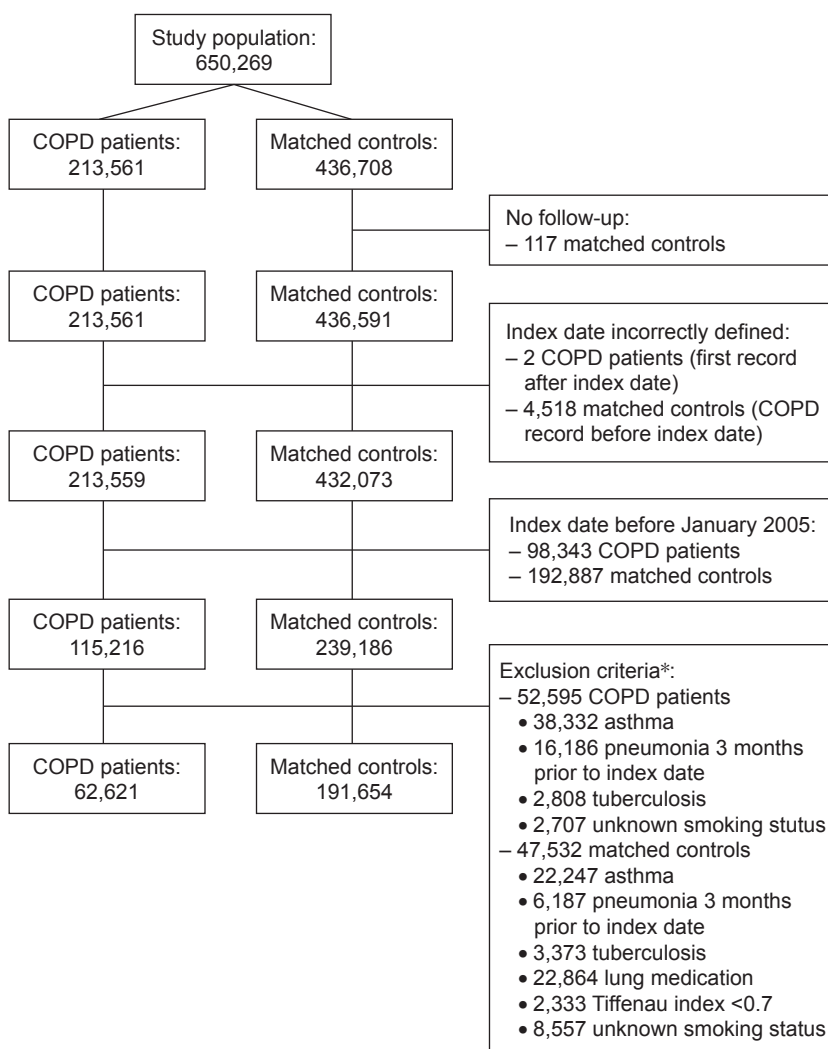 Study population:
650,269
COPD patients:
213,561
Matched controls:
436,708
No follow-up:
– 117 matched controls
COPD patients:
213,561
Matched controls:
436,591
Index date incorrectly defined:
– 2 COPD patients (first record
after index date)
– 4,518 matched controls (COPD
record before index date)
COPD patients:
213,559
Matched controls:
432,073
Index date before January 2005:
– 98,343 COPD patients
– 192,887 matched controls
COPD patients:
115,216
Matched controls:
239,186
Exclusion criteria*:
– 52,595 COPD patients
• 38,332 asthma
• 16,186 pneumonia 3 months
prior to index date
• 2,808 tuberculosis
• 2,707 unknown smoking stutus
– 47,532 matched controls
• 22,247 asthma
• 6,187 pneumonia 3 months
prior to index date
• 3,373 tuberculosis
• 22,864 lung medication
• 2,333 Tiffenau index <0.7
• 8,557 unknown smoking status
COPD patients:
62,621
Matched controls:
191,654